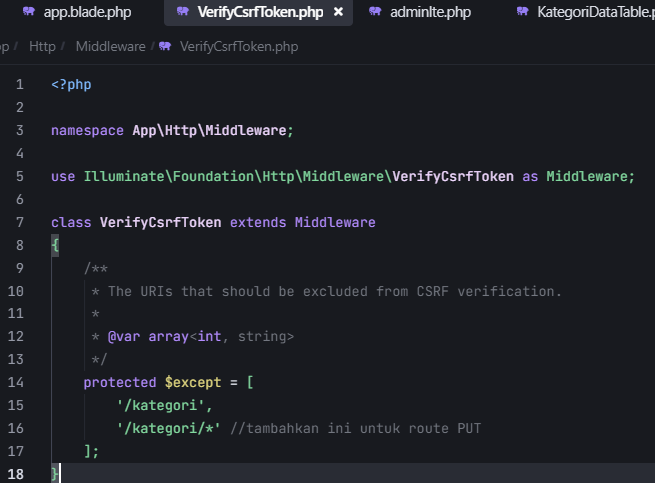 app.blade.php VerifyCsrfToken.php × adminlte.php KategoriDataTable.p
Http / Middleware / VerifyCsrfToken.php
1 <?php
2
3 namespace App\Http\Middleware;
4
5 use Illuminate\Foundation\Http\Middleware\VerifyCsrfToken as Middleware;
6
7 class VerifyCsrfToken extends Middleware
8 {
9 /**
10 * The URIs that should be excluded from CSRF verification.
11 *
12 * @var array<int, string>
13 */
14 protected $except = [
15 '/kategori',
16 '/kategori/*' //tambahkan ini untuk route PUT
17 ];
18 }